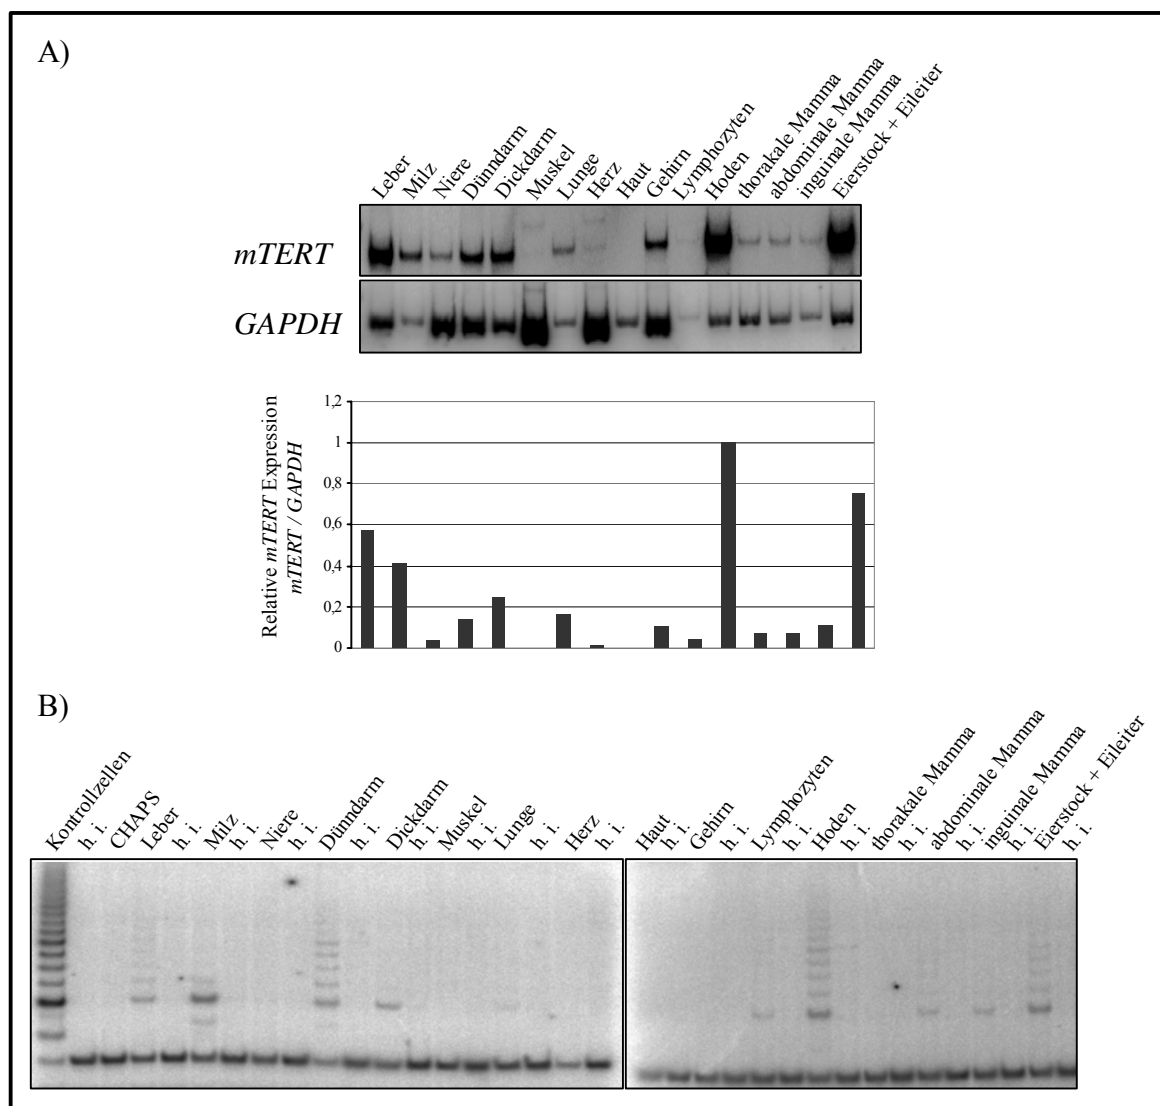 A)
Leber
Milz
Niere
Dünndarm
Dickdarm
Muskel
Lunge
Herz
Haut
Gehirn
Lymphozyten
Hoden
thorakale Mamma
abdominale Mamma
inguinale Mamma
Eierstock + Eileiter
mTERT
GAPDH
Relative mTERT Expression
mTERT / GAPDH
1,2
1
0,8
0,6
0,4
0,2
0
B)
Kontrollzellen
h. i.
CHAPS
Leber
h. i.
Milz
h. i.
Niere
h. i.
Dünndarm
h. i.
Dickdarm
h. i.
Muskel
h. i.
Lunge
h. i.
Herz
h. i.
Haut
h. i.
Gehirn
h. i.
Lymphozyten
h. i.
Hoden
h. i.
thorakale Mamma
h. i.
abdominale Mamma
h. i.
inguinale Mamma
h. i.
Eierstock + Eileiter
h. i.